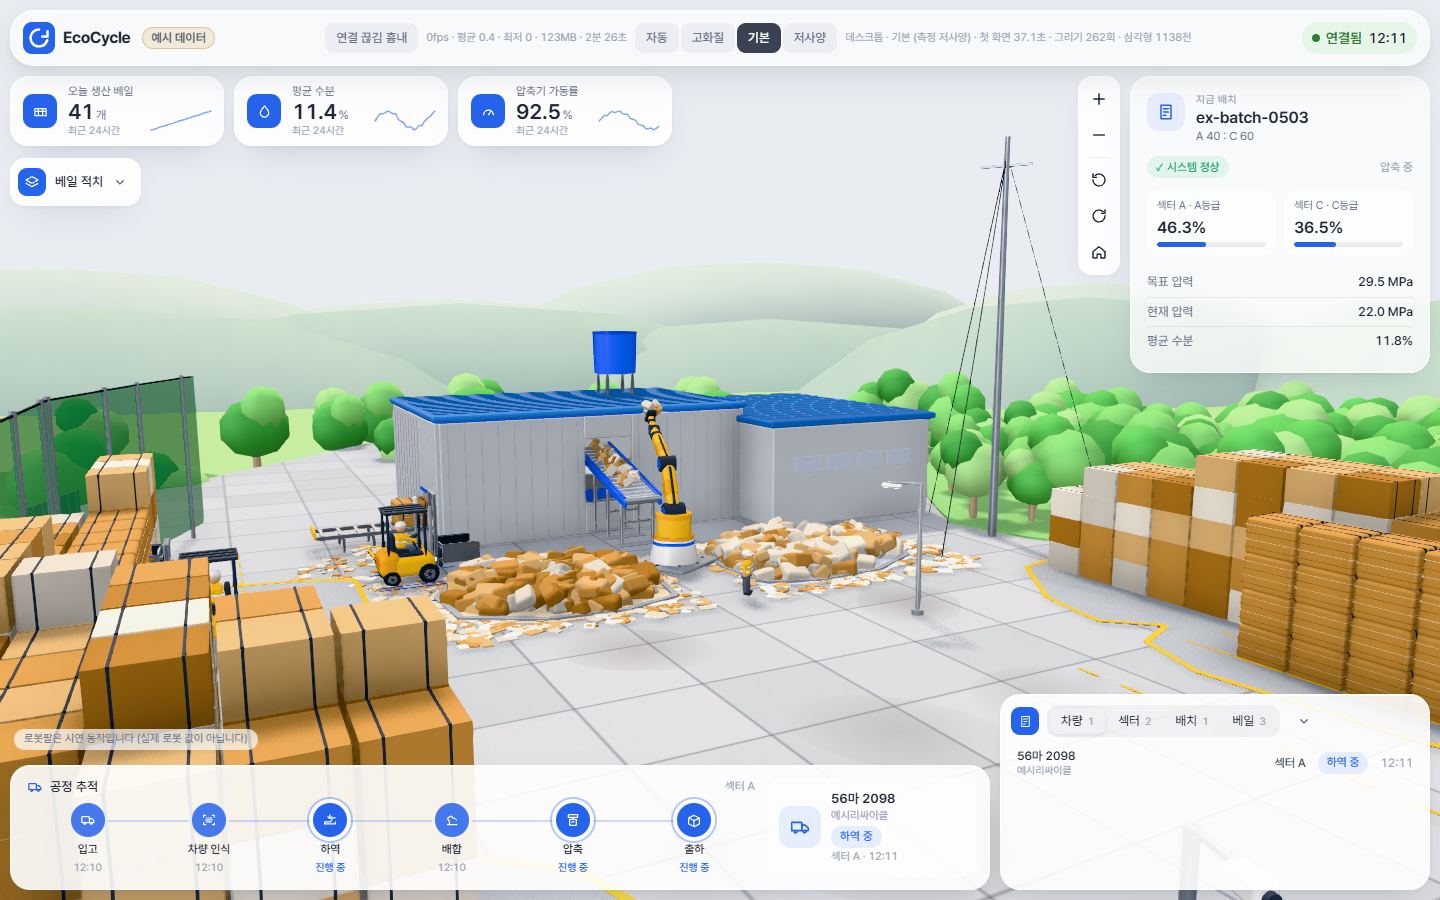 EcoCycle
예시 데이터
연결 끊김 흉내
0fps · 평균 0.4 · 최저 0 · 123MB · 2분 26초
자동
고화질
기본
저사양
데스크톱 · 기본 (측정 저사양) · 첫 화면 37.1초 · 그리기 262회 · 삼각형 1138천
연결됨 12:11
오늘 생산 베일
41 개
최근 24시간
평균 수분
11.4 %
최근 24시간
압축기 가동률
92.5 %
최근 24시간
베일 적치
지금 배치
ex-batch-0503
A 40 : C 60
✓ 시스템 정상
압축 중
섹터 A · A등급
46.3%
섹터 C · C등급
36.5%
목표 압력 29.5 MPa
현재 압력 22.0 MPa
평균 수분 11.8%
로봇팔은 시연 동작입니다 (실제 로봇 값이 아닙니다)
공정 추적
섹터 A
입고
12:10
차량 인식
12:10
하역
진행 중
배합
12:10
압축
진행 중
출하
진행 중
56마 2098
예시리싸이클
하역 중
섹터 A · 12:11
차량 1
섹터 2
배치 1
베일 3
56마 2098
예시리싸이클
섹터 A
하역 중
12:11